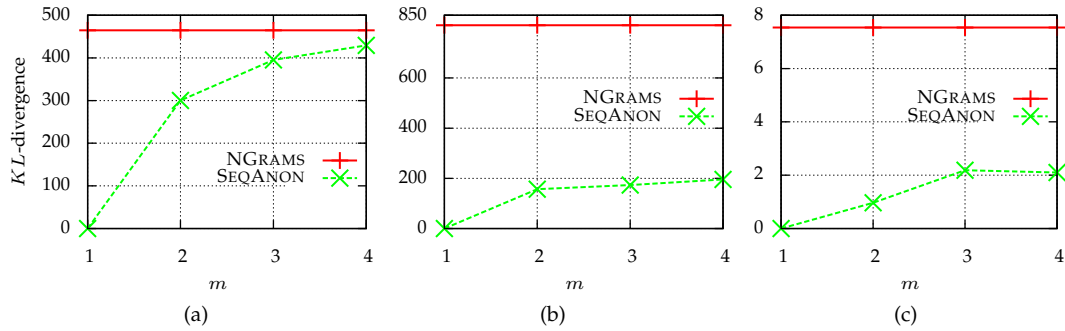 KL-divergence
500
400
300
200
100
0
NGRAMS
SEQANON
1 2 3 4
m
(a)
850
600
400
200
0
NGRAMS
SEQANON
1 2 3 4
m
(b)
8
6
4
2
0
NGRAMS
SEQANON
1 2 3 4
m
(c)